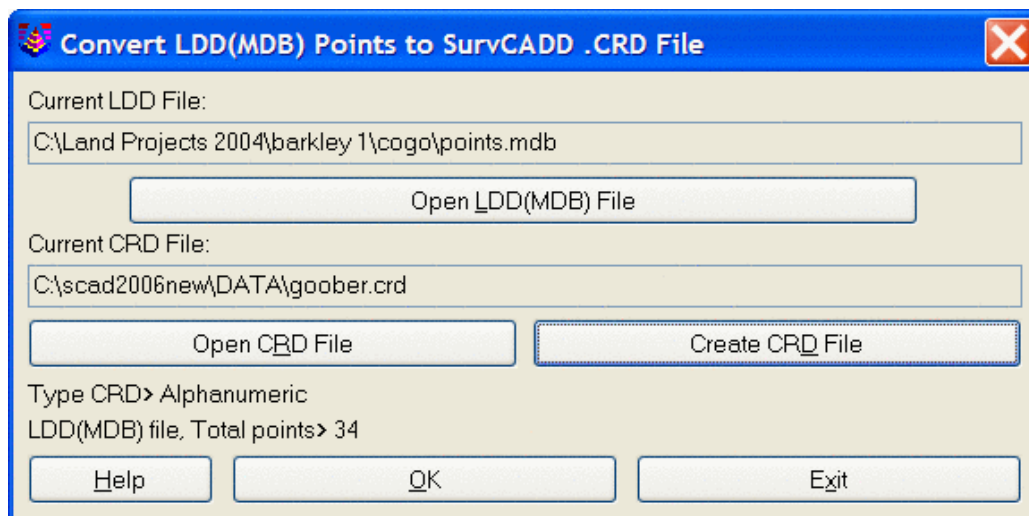 Convert LDD(MDB) Points to SurvCADD .CRD File
Current LDD File:
C:\Land Projects 2004\barkley 1\cogo\points.mdb
Open LDD(MDB) File
Current CRD File:
C:\scad2006new\DATA\goober.crd
Open CRD File Create CRD File
Type CRD> Alphanumeric
LDD(MDB) file, Total points> 34
Help OK Exit